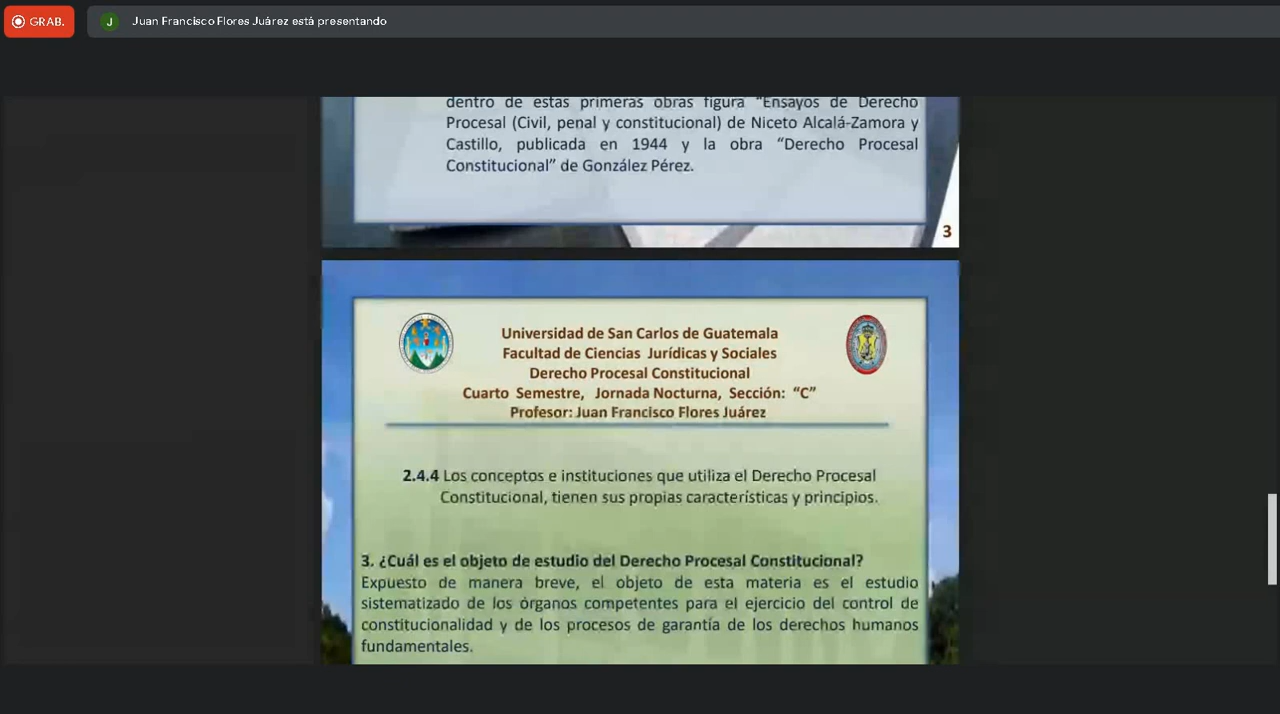 GRAB.
J
Juan Francisco Flores Juárez está presentando
dentro de estas primeras obras figura “Ensayos de Derecho
Procesal (Civil, penal y constitucional) de Niceto Alcalá-Zamora y
Castillo, publicada en 1944 y la obra “Derecho Procesal
Constitucional” de González Pérez.
3
Universidad de San Carlos de Guatemala
Facultad de Ciencias Jurídicas y Sociales
Derecho Procesal Constitucional
Cuarto Semestre, Jornada Nocturna, Sección: “C”
Profesor: Juan Francisco Flores Juárez
2.4.4 Los conceptos e instituciones que utiliza el Derecho Procesal
Constitucional, tienen sus propias características y principios.
3. ¿Cuál es el objeto de estudio del Derecho Procesal Constitucional?
Expuesto de manera breve, el objeto de esta materia es el estudio
sistematizado de los órganos competentes para el ejercicio del control de
constitucionalidad y de los procesos de garantía de los derechos humanos
fundamentales.